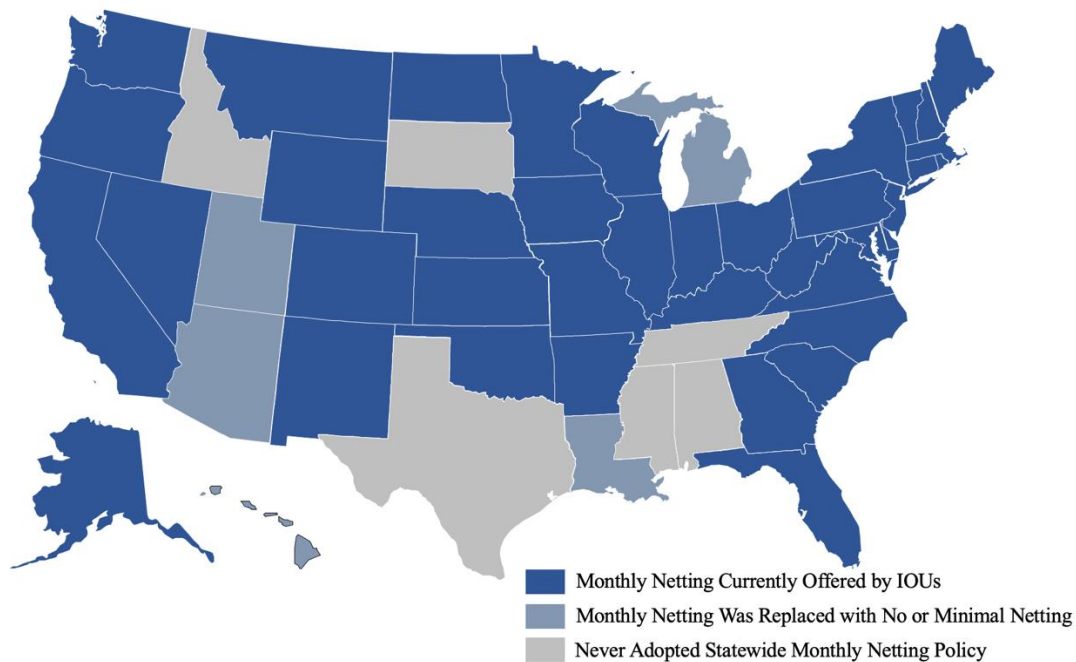 Monthly Netting Currently Offered by IOUs
Monthly Netting Was Replaced with No or Minimal Netting
Never Adopted Statewide Monthly Netting Policy